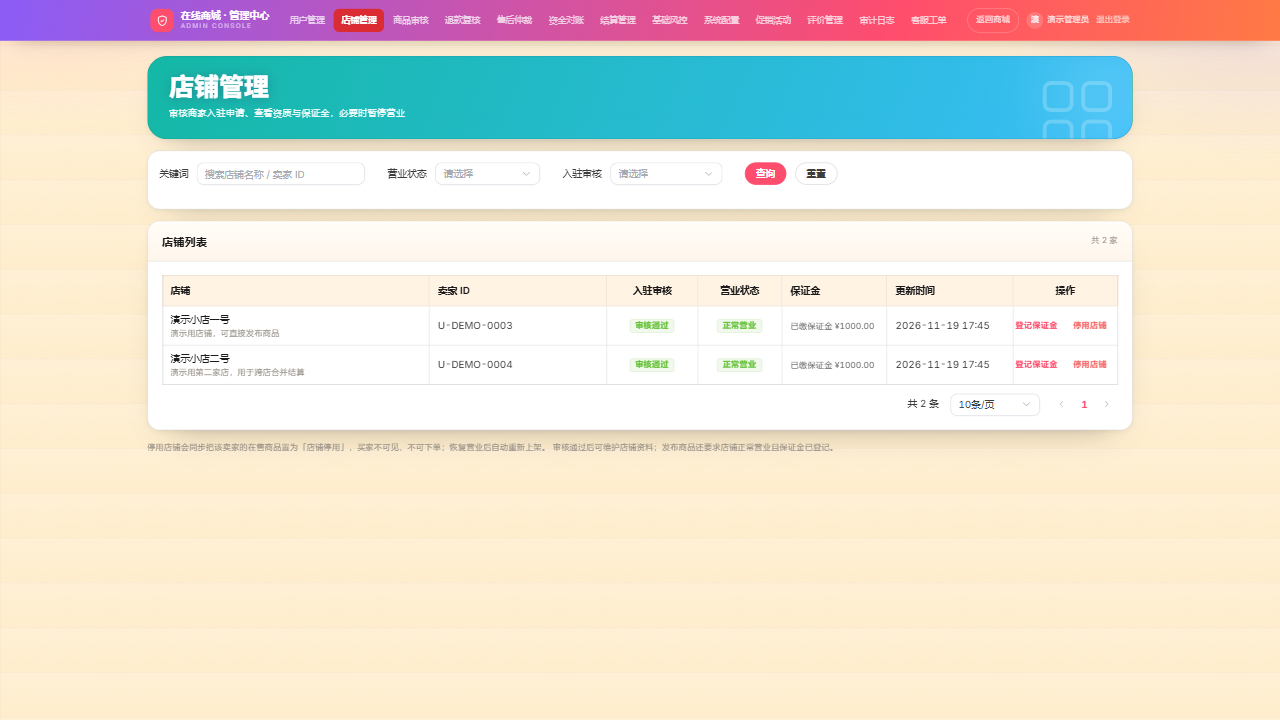 在线商城·管理中心
ADMIN CONSOLE
用户管理 店铺管理 商品审核 退款复核 售后仲裁 资金对账 结算管理 基础风控 系统配置 促销活动 评价管理 审计日志 客服工单 返回商城 演 演示管理员 退出登录
店铺管理
审核商家入驻申请、查看资质与保证金，必要时暂停营业
关键词 搜索店铺名称 / 卖家 ID 营业状态 请选择 入驻审核 请选择 查询 重置
店铺列表 共 2 家
店铺 卖家 ID 入驻审核 营业状态 保证金 更新时间 操作
演示小店一号
演示用店铺，可直接发布商品
U-DEMO-0003 审核通过 正常营业 已缴保证金 ¥1000.00 2026-11-19 17:45 登记保证金 停用店铺
演示小店二号
演示用第二家店，用于跨店合并结算
U-DEMO-0004 审核通过 正常营业 已缴保证金 ¥1000.00 2026-11-19 17:45 登记保证金 停用店铺
共 2 条 10条/页 1
停用店铺会同步把该卖家的在售商品置为「店铺停用」，买家不可见、不可下单；恢复营业后自动重新上架。 审核通过后可维护店铺资料；发布商品还要求店铺正常营业且保证金已登记。